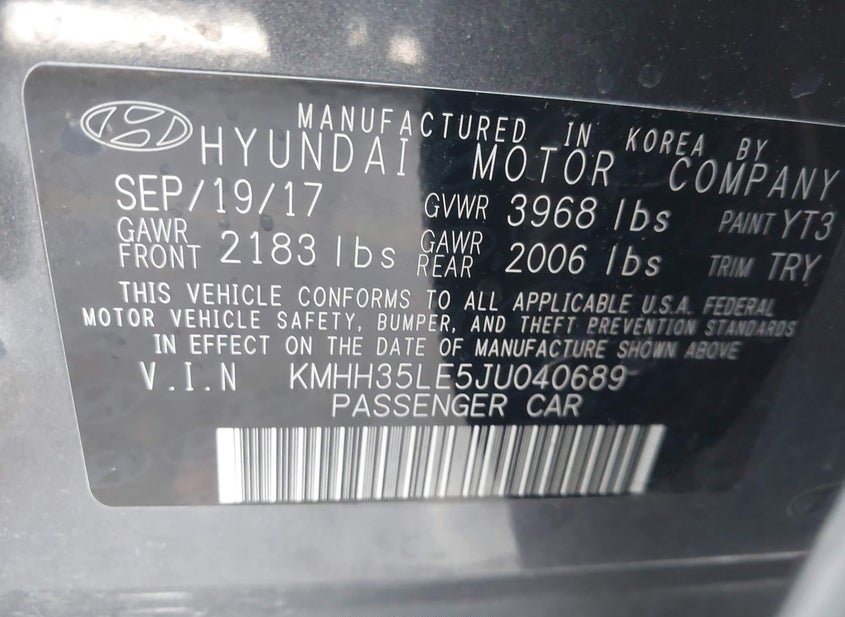 MANUFACTURED IN KOREA BY
HYUNDAI MOTOR COMPANY
SEP/19/17 GVWR 3968 lbs PAINT YT3
GAWR FRONT 2183 lbs GAWR REAR 2006 lbs TRIM TRY
THIS VEHICLE CONFORMS TO ALL APPLICABLE U.S.A. FEDERAL
MOTOR VEHICLE SAFETY, BUMPER, AND THEFT PREVENTION STANDARDS
IN EFFECT ON THE DATE OF MANUFACTURE SHOWN ABOVE
V.I.N KMHH35LE5JU040689
PASSENGER CAR